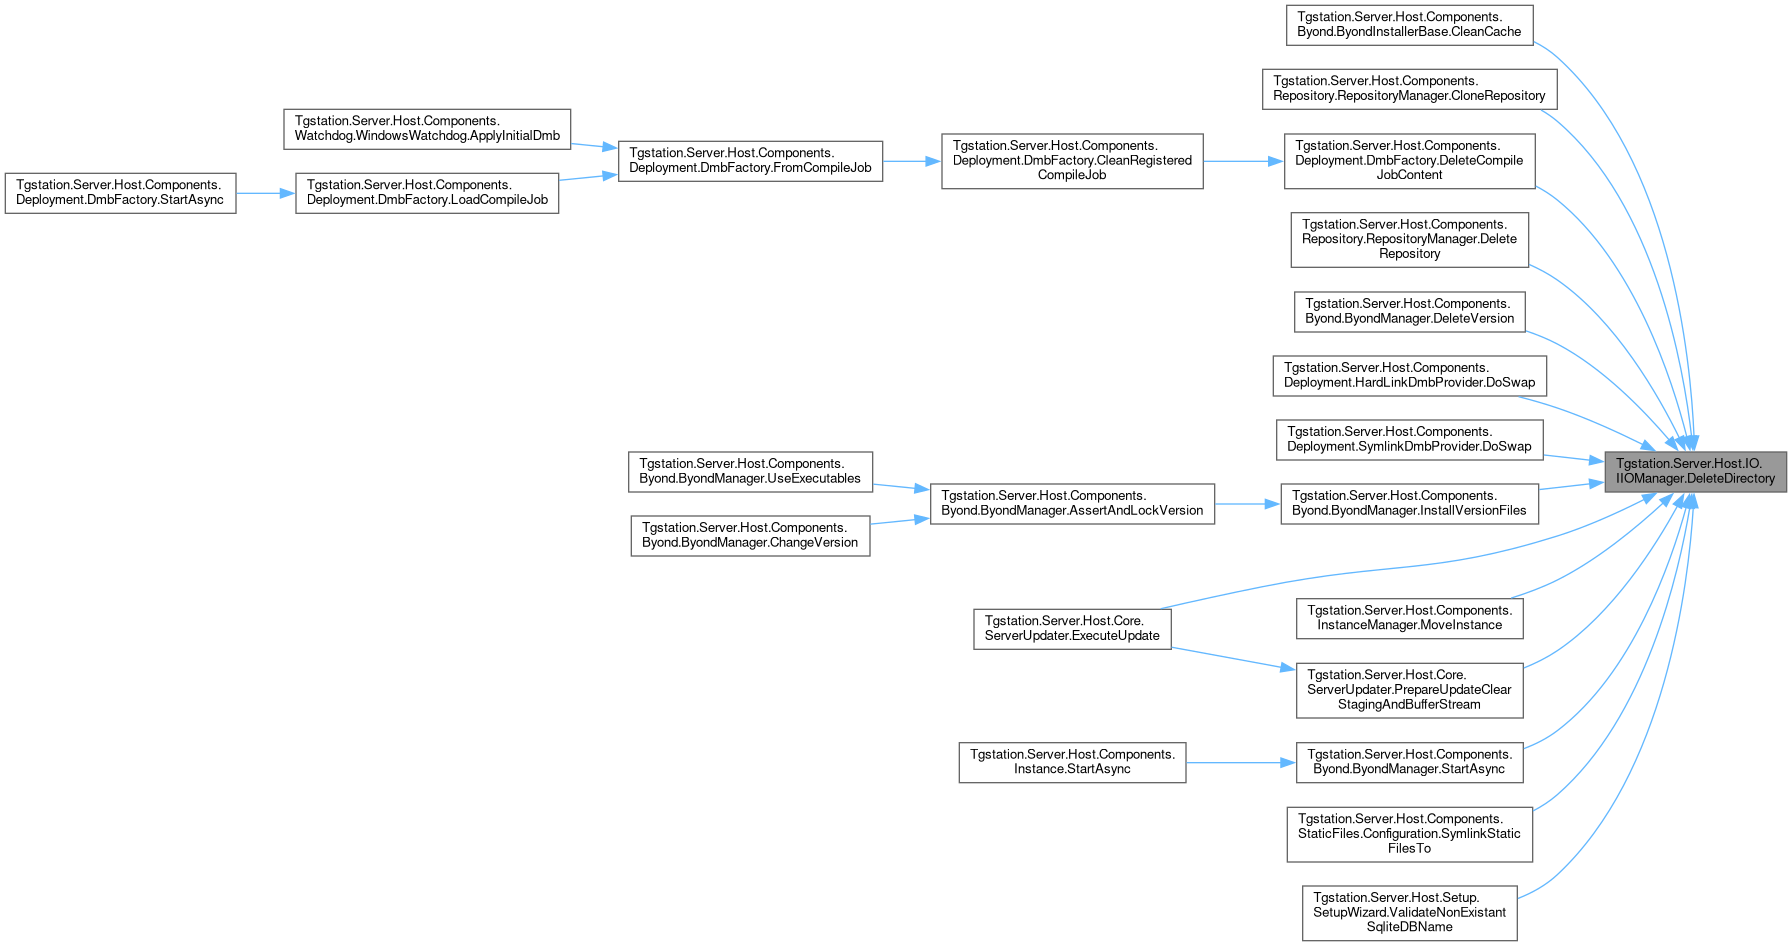 Tgstation.Server.Host.Components.
Byond.ByondInstallerBase.CleanCache
Tgstation.Server.Host.Components.
Repository.RepositoryManager.CloneRepository
Tgstation.Server.Host.Components.
Watchdog.WindowsWatchdog.ApplyInitialDmb
Tgstation.Server.Host.Components.
Deployment.DmbFactory.FromCompileJob
Tgstation.Server.Host.Components.
Deployment.DmbFactory.CleanRegistered
CompileJob
Tgstation.Server.Host.Components.
Deployment.DmbFactory.DeleteCompile
JobContent
Tgstation.Server.Host.Components.
Deployment.DmbFactory.StartAsync
Tgstation.Server.Host.Components.
Deployment.DmbFactory.LoadCompileJob
Tgstation.Server.Host.Components.
Repository.RepositoryManager.Delete
Repository
Tgstation.Server.Host.Components.
Byond.ByondManager.DeleteVersion
Tgstation.Server.Host.Components.
Deployment.HardLinkDmbProvider.DoSwap
Tgstation.Server.Host.Components.
Deployment.SymlinkDmbProvider.DoSwap
Tgstation.Server.Host.IO.
IIOManager.DeleteDirectory
Tgstation.Server.Host.Components.
Byond.ByondManager.UseExecutables
Tgstation.Server.Host.Components.
Byond.ByondManager.AssertAndLockVersion
Tgstation.Server.Host.Components.
Byond.ByondManager.InstallVersionFiles
Tgstation.Server.Host.Components.
Byond.ByondManager.ChangeVersion
Tgstation.Server.Host.Core.
ServerUpdater.ExecuteUpdate
Tgstation.Server.Host.Components.
InstanceManager.MoveInstance
Tgstation.Server.Host.Core.
ServerUpdater.PrepareUpdateClear
StagingAndBufferStream
Tgstation.Server.Host.Components.
Instance.StartAsync
Tgstation.Server.Host.Components.
Byond.ByondManager.StartAsync
Tgstation.Server.Host.Components.
StaticFiles.Configuration.SymlinkStatic
FilesTo
Tgstation.Server.Host.Setup.
SetupWizard.ValidateNonExistant
SqliteDBName